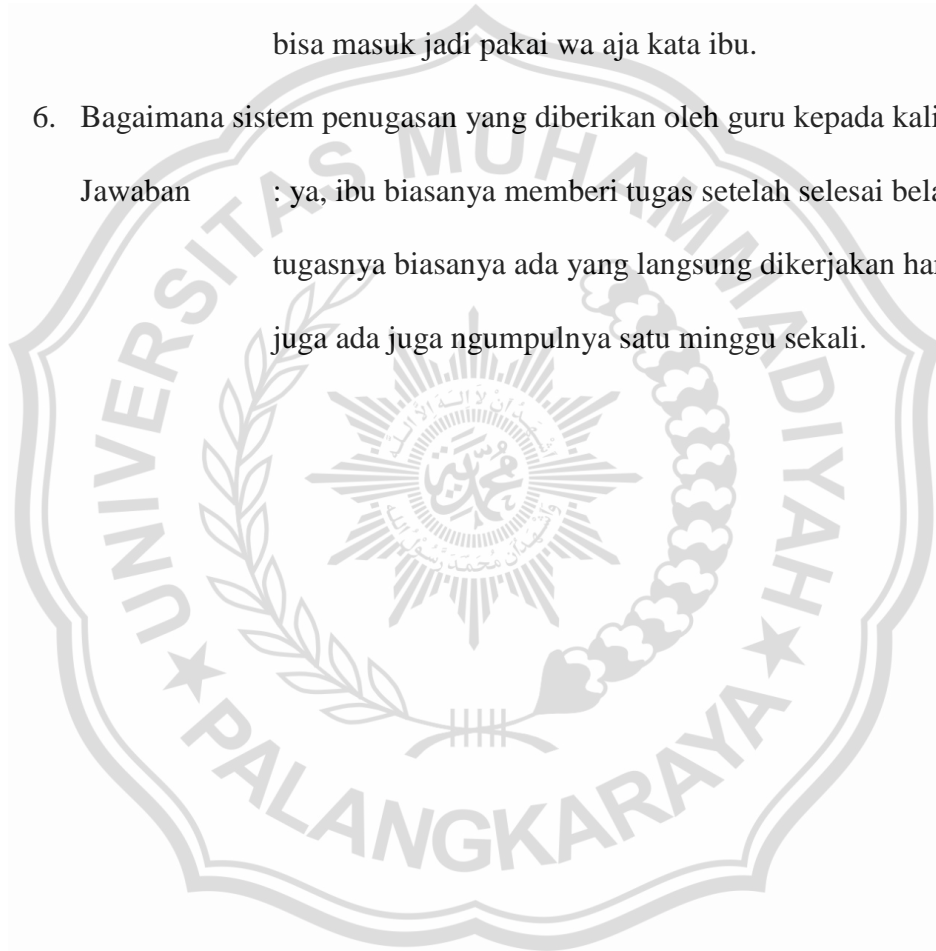 bisa masuk jadi pakai wa aja kata ibu.
6. Bagaimana sistem penugasan yang diberikan oleh guru kepada kali
Jawaban : ya, ibu biasanya memberi tugas setelah selesai bela
tugasnya biasanya ada yang langsung dikerjakan har
juga ada juga ngumpulnya satu minggu sekali.
UNIVERSITAS MUHAMMADIYAH
PALANGKARAYA